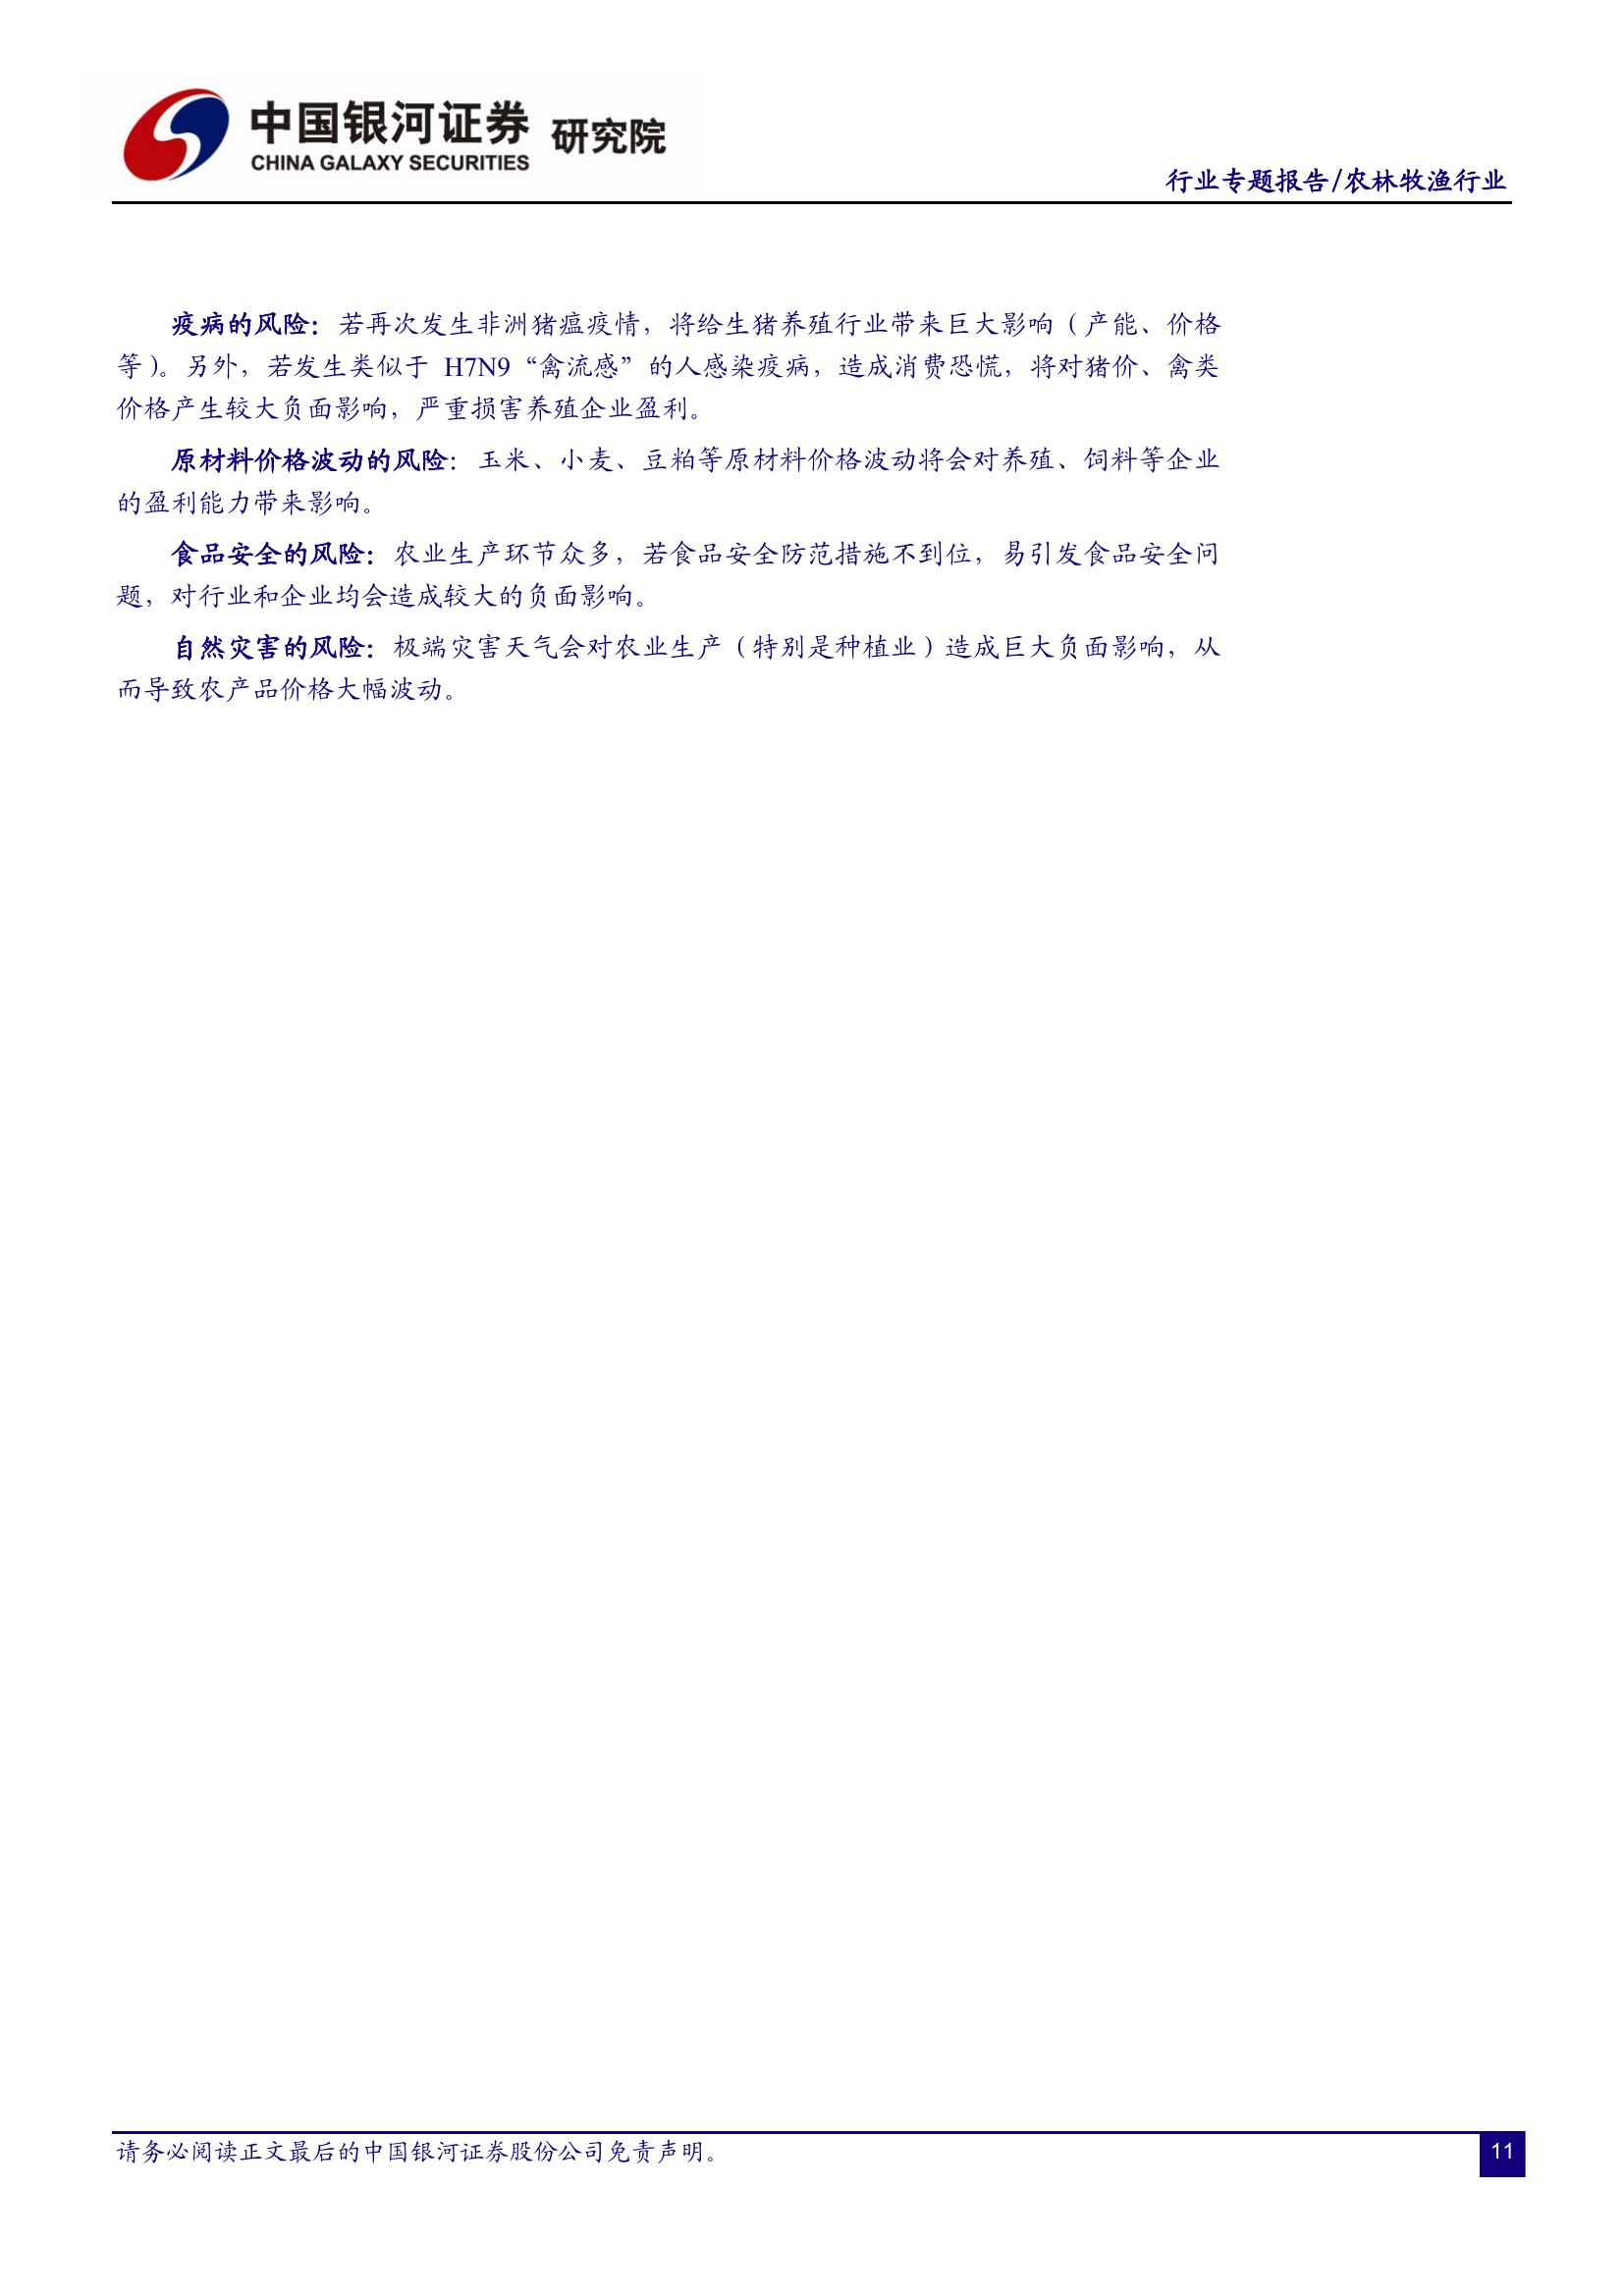 中国银河证券 研究院
CHINA GALAXY SECURITIES
行业专题报告/农林牧渔行业
疫病的风险：若再次发生非洲猪瘟疫情，将给生猪养殖行业带来巨大影响（产能、价格
等）。另外，若发生类似于 H7N9“禽流感”的人感染疫病，造成消费恐慌，将对猪价、禽类
价格产生较大负面影响，严重损害养殖企业盈利。
原材料价格波动的风险：玉米、小麦、豆粕等原材料价格波动将会对养殖、饲料等企业
的盈利能力带来影响。
食品安全的风险：农业生产环节众多，若食品安全防范措施不到位，易引发食品安全问
题，对行业和企业均会造成较大的负面影响。
自然灾害的风险：极端灾害天气会对农业生产（特别是种植业）造成巨大负面影响，从
而导致农产品价格大幅波动。
请务必阅读正文最后的中国银河证券股份公司免责声明。
11